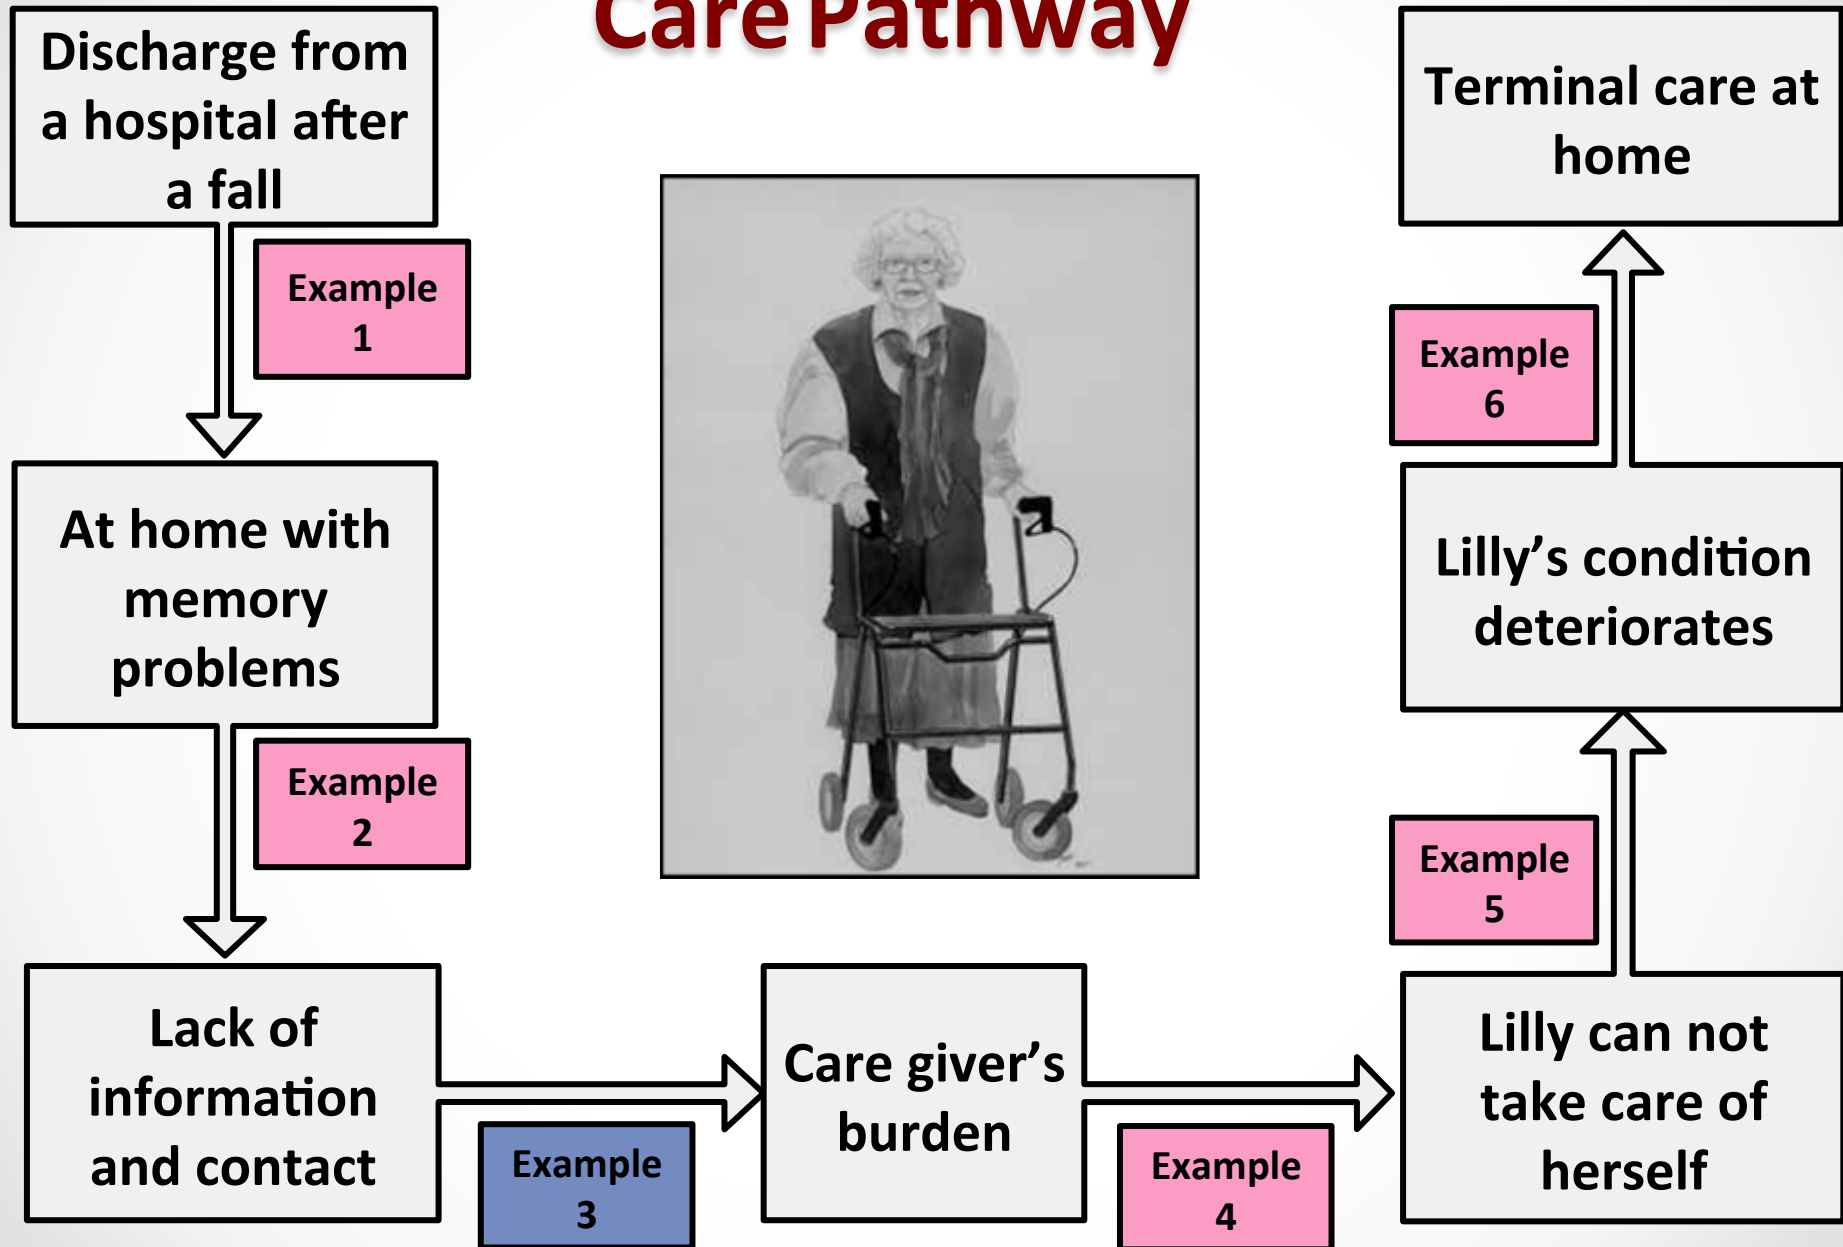 Care Pathway
Discharge from
a hospital after
a fall
Example
1
At home with
memory
problems
Example
2
Lack of
information
and contact
Example
3
Care giver's
burden
Example
4
Lilly can not
take care of
herself
Example
5
Lilly's condition
deteriorates
Example
6
Terminal care at
home